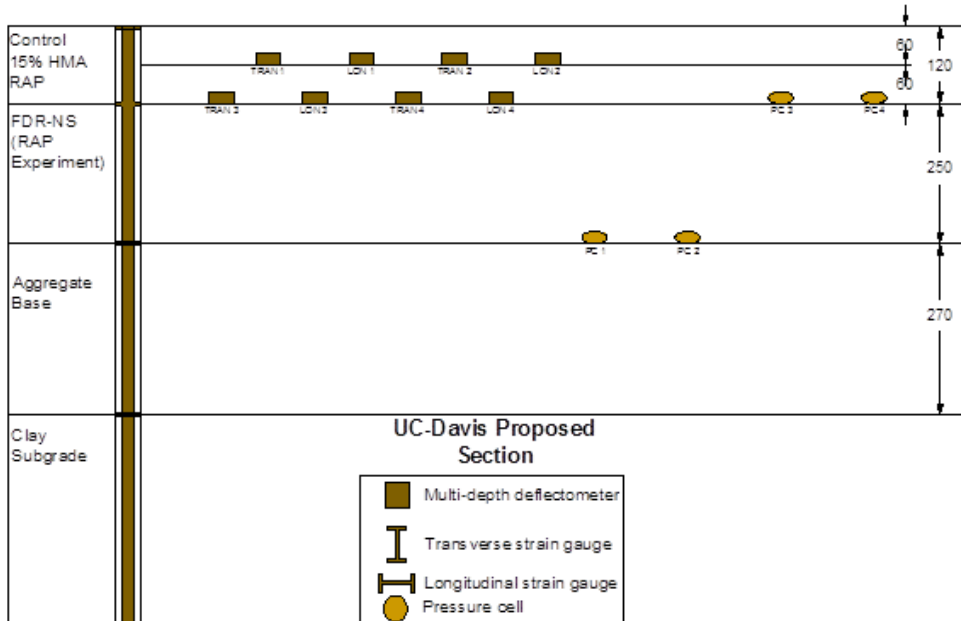 Control
15% HMA
RAP
60
120
60
TRAN 1
LON 1
TRAN 2
LON 2
TRAN 3
LON 3
TRAN 4
LON 4
PC 3
PC 4
FDR-NS
(RAP
Experiment)
250
PC 1
PC 2
Aggregate
Base
270
Clay
Subgrade
UC-Davis Proposed
Section
Multi-depth deflectometer
Transverse strain gauge
Longitudinal strain gauge
Pressure cell